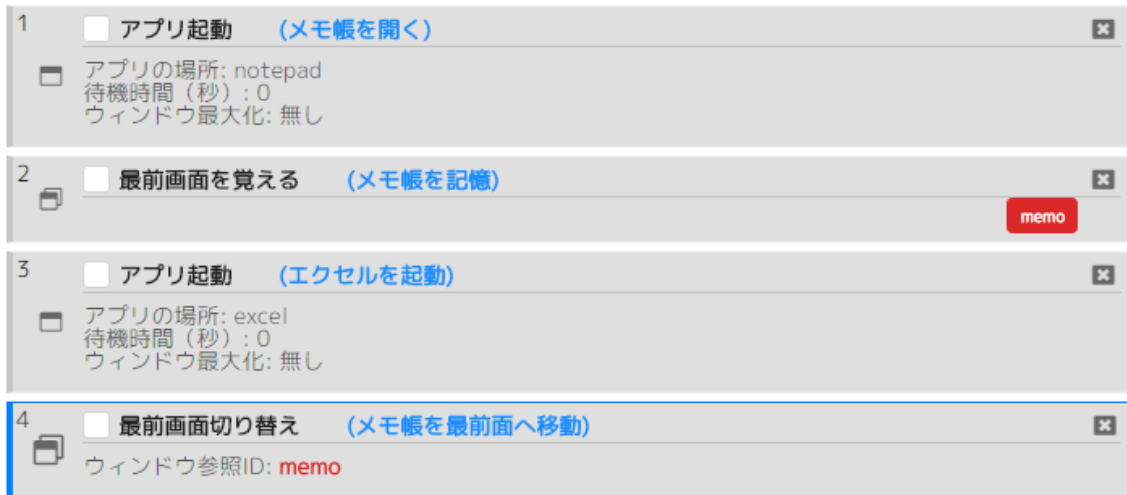 1
アプリ起動 (メモ帳を開く)
アプリの場所: notepad
待機時間（秒）: 0
ウィンドウ最大化: 無し
2
最前画面を覚える (メモ帳を記憶)
memo
3
アプリ起動 (エクセルを起動)
アプリの場所: excel
待機時間（秒）: 0
ウィンドウ最大化: 無し
4
最前画面切り替え (メモ帳を最前面へ移動)
ウィンドウ参照ID: memo